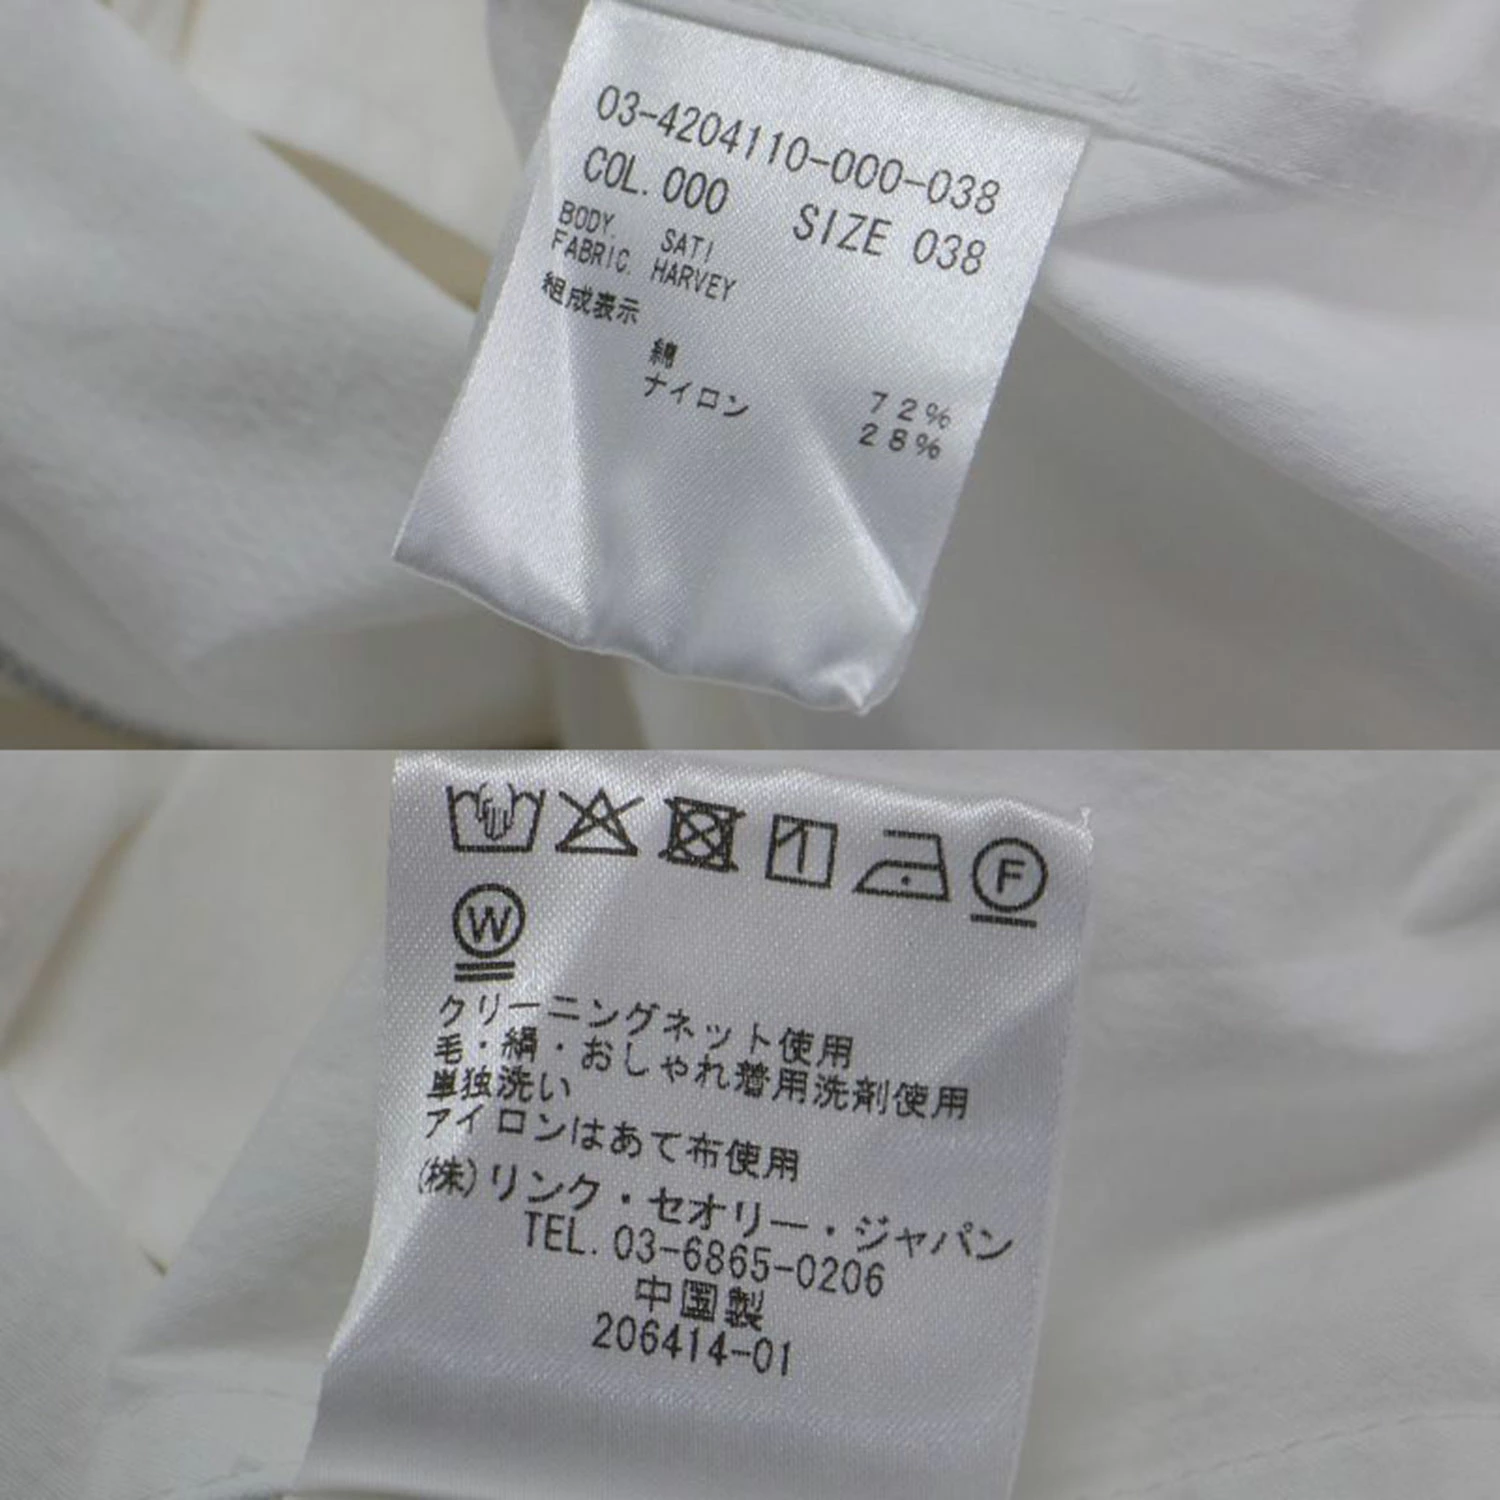 03-4204110-000-038
COL. 000 SIZE 038
BODY. SATI
FABRIC. HARVEY
組成表示
綿 72%
ナイロン 28%
F
W
クリーニングネット使用
毛・絹・おしゃれ着用洗剤使用
単独洗い
アイロンはあて布使用
(株)リンク・セオリー・ジャパン
TEL. 03-6865-0206
中国製
206414-01